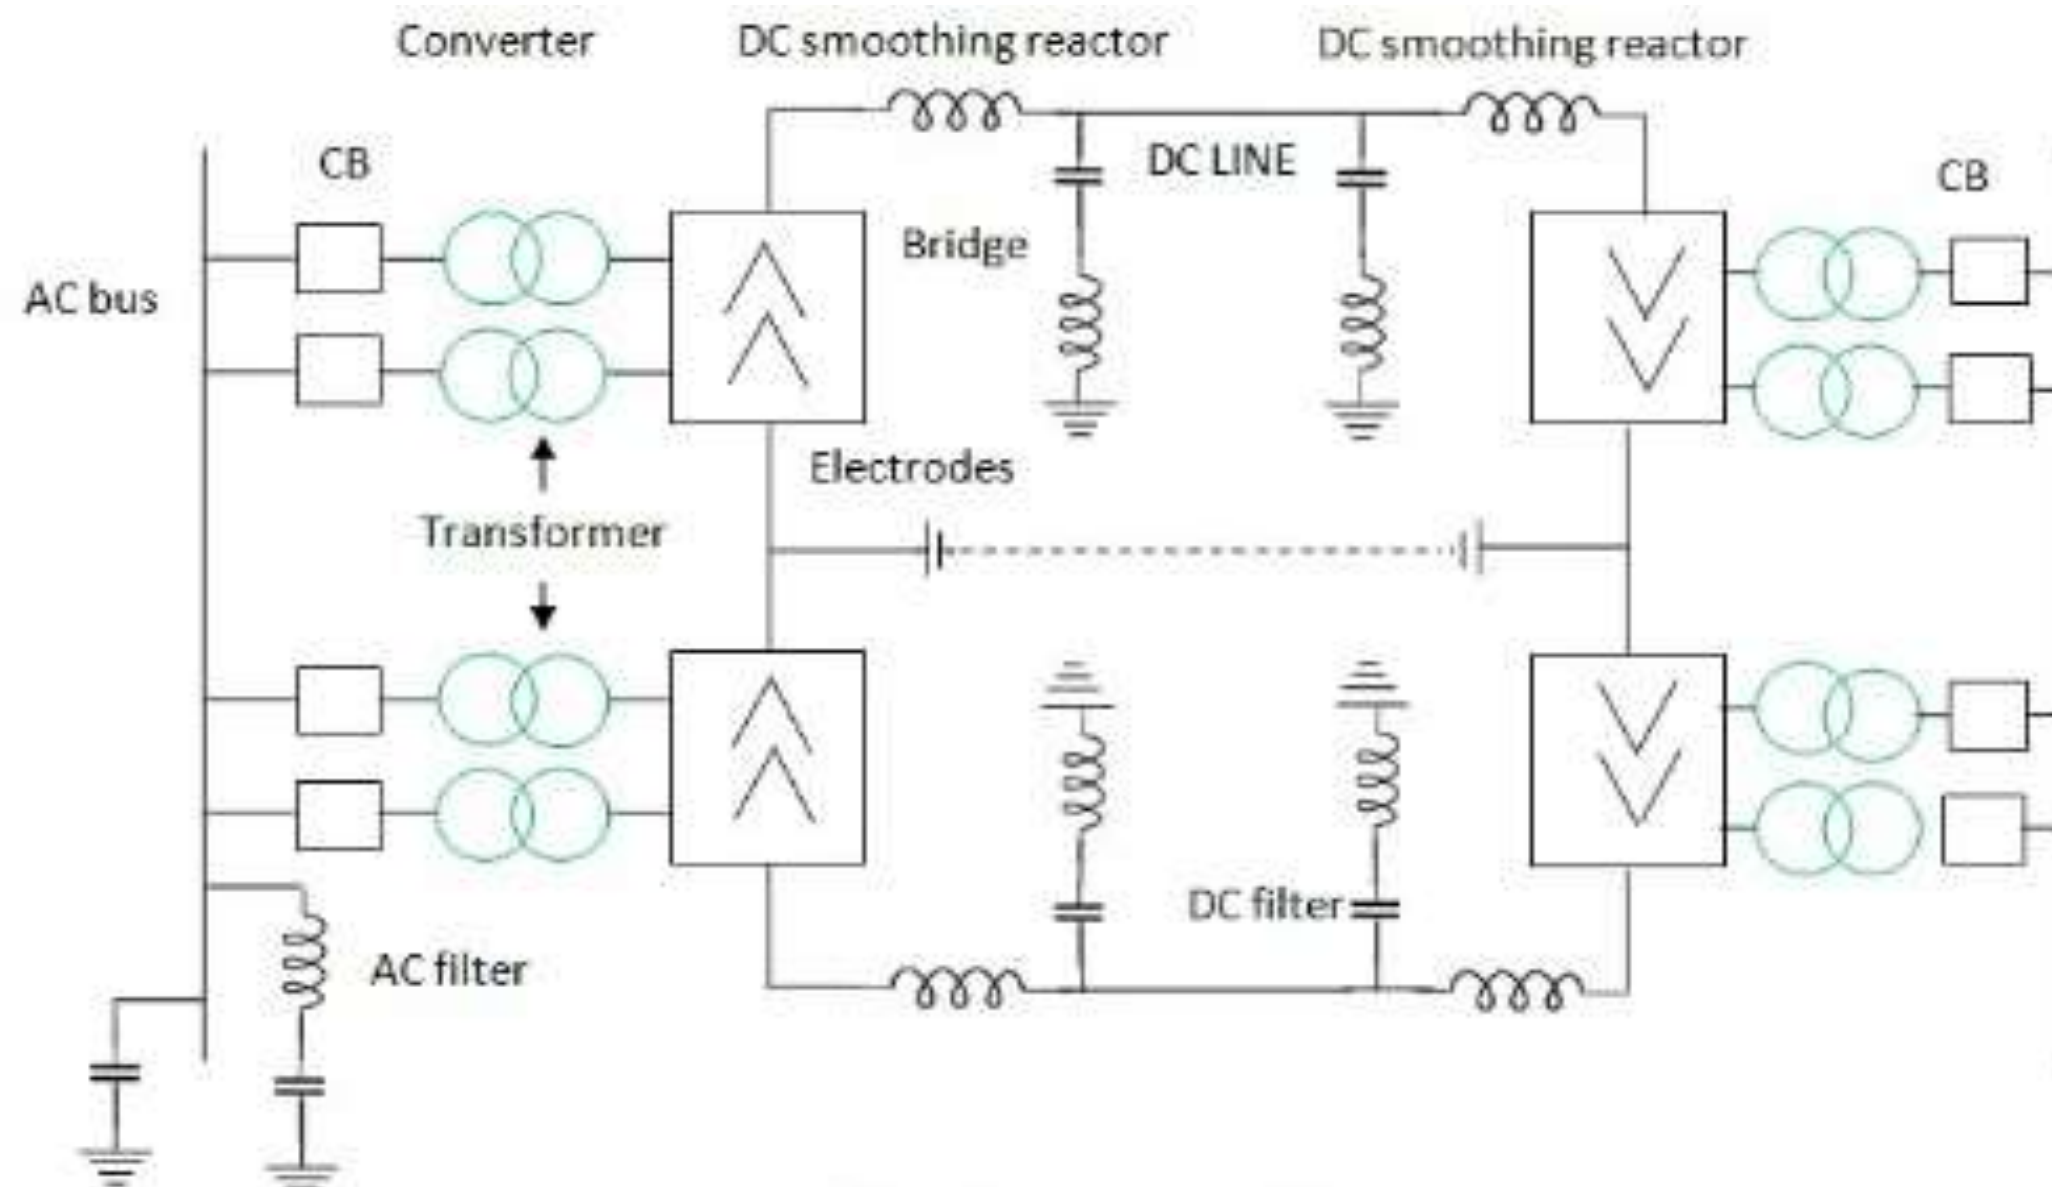 Converter
DC smoothing reactor
DC smoothing reactor
CB
DC LINE
CB
Bridge
AC bus
Electrodes
Transformer
DC filter
AC filter